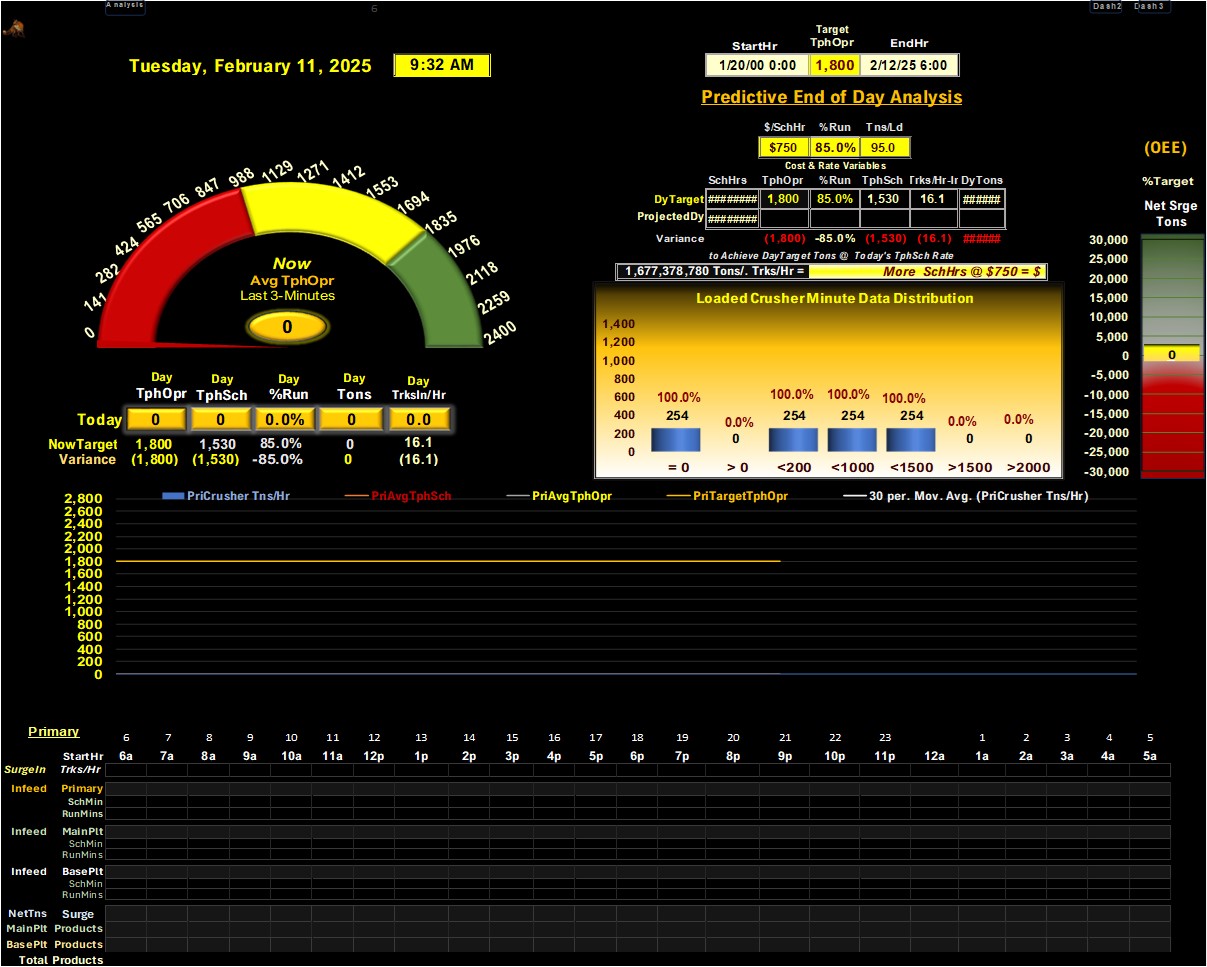 Analysis 6 Dash2 Dash3
Tuesday, February 11, 2025 9:32 AM
StartHr Target TphOpr EndHr
1/20/00 0:00 1,800 2/12/25 6:00
Predictive End of Day Analysis
$/SchHr %Run Tns/Ld
$750 85.0% 95.0
Cost & Rate Variables
SchHrs TphOpr %Run TphSch Trks/Hr-Ir DyTons
DyTarget ######## 1,800 85.0% 1,530 16.1 ######
ProjectedDy ########
Variance (1,800) -85.0% (1,530) (16.1) ######
to Achieve DayTarget Tons @ Today's TphSch Rate
1,677,378,780 Tons/. Trks/Hr = More SchHrs @ $750 = $
(OEE)
%Target
Net Srge
Tons
30,000
25,000
20,000
15,000
10,000
5,000
0 0
-5,000
-10,000
-15,000
-20,000
-25,000
-30,000
0 141 282 424 565 706 847 988 1129 1271 1412 1553 1694 1835 1976 2118 2259 2400
Now
Avg TphOpr
Last 3-Minutes
0
Loaded Crusher Minute Data Distribution
1,400
1,200
1,000
800
600
400
200
0
100.0% 0.0% 100.0% 100.0% 100.0% 0.0% 0.0%
254 0 254 254 254 0 0
= 0 > 0 <200 <1000 <1500 >1500 >2000
Day Day Day Day Day
TphOpr TphSch %Run Tons TrksIn/Hr
Today 0 0 0.0% 0 0.0
NowTarget 1,800 1,530 85.0% 0 16.1
Variance (1,800) (1,530) -85.0% 0 (16.1)
PriCrusher Tns/Hr PriAvgTphSch PriAvgTphOpr PriTargetTphOpr 30 per. Mov. Avg. (PriCrusher Tns/Hr)
2,800
2,600
2,400
2,200
2,000
1,800
1,600
1,400
1,200
1,000
800
600
400
200
0
Primary 6 7 8 9 10 11 12 13 14 15 16 17 18 19 20 21 22 23 1 2 3 4 5
StartHr 6a 7a 8a 9a 10a 11a 12p 1p 2p 3p 4p 5p 6p 7p 8p 9p 10p 11p 12a 1a 2a 3a 4a 5a
SurgeIn Trks/Hr
Infeed Primary
SchMin
RunMins
Infeed MainPlt
SchMin
RunMins
Infeed BasePlt
SchMin
RunMins
NetTns Surge
MainPlt Products
BasePlt Products
Total Products